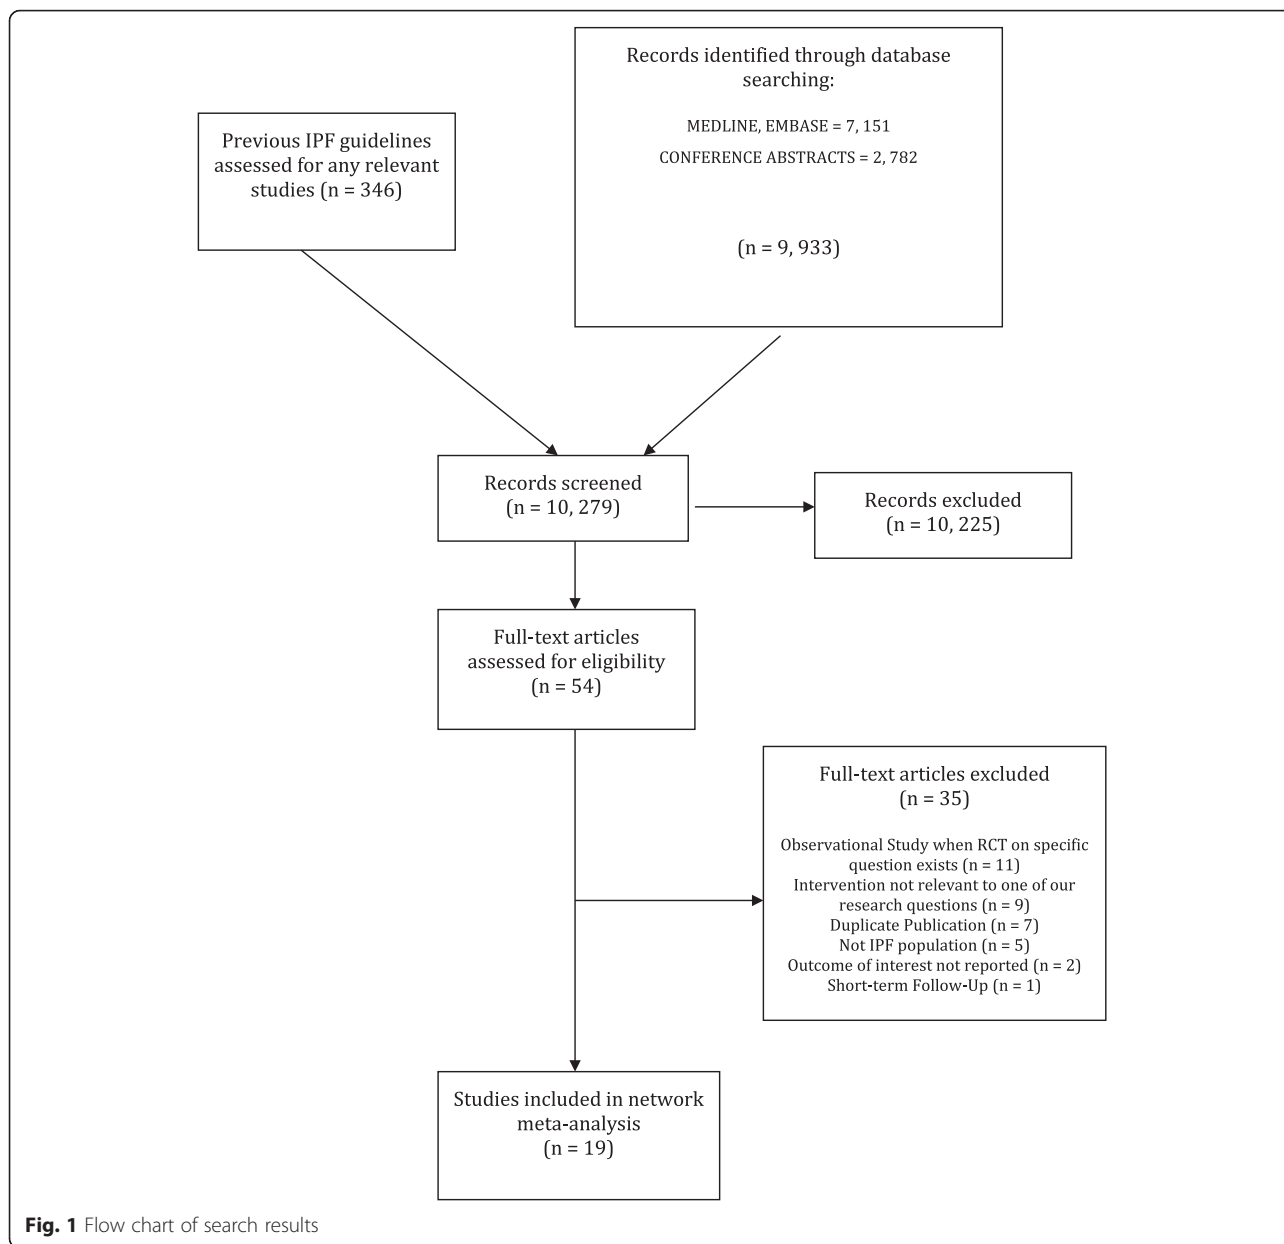 Records identified through database
searching:
MEDLINE, EMBASE = 7, 151
CONFERENCE ABSTRACTS = 2, 782
(n = 9, 933)
Previous IPF guidelines
assessed for any relevant
studies (n = 346)
Records screened
(n = 10, 279)
Records excluded
(n = 10, 225)
Full-text articles
assessed for eligibility
(n = 54)
Full-text articles excluded
(n = 35)
Observational Study when RCT on specific
question exists (n = 11)
Intervention not relevant to one of our
research questions (n = 9)
Duplicate Publication (n = 7)
Not IPF population (n = 5)
Outcome of interest not reported (n = 2)
Short-term Follow-Up (n = 1)
Studies included in network
meta-analysis
(n = 19)
Fig. 1 Flow chart of search results